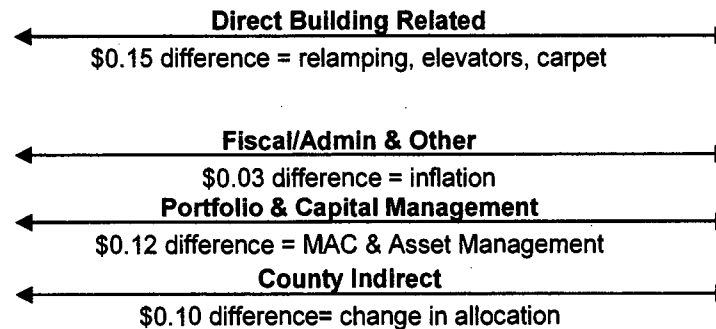 Direct Building Related
$0.15 difference = relamping, elevators, carpet
Fiscal/Admin & Other
$0.03 difference = inflation
Portfolio & Capital Management
$0.12 difference = MAC & Asset Management
County Indirect
$0.10 difference= change in allocation